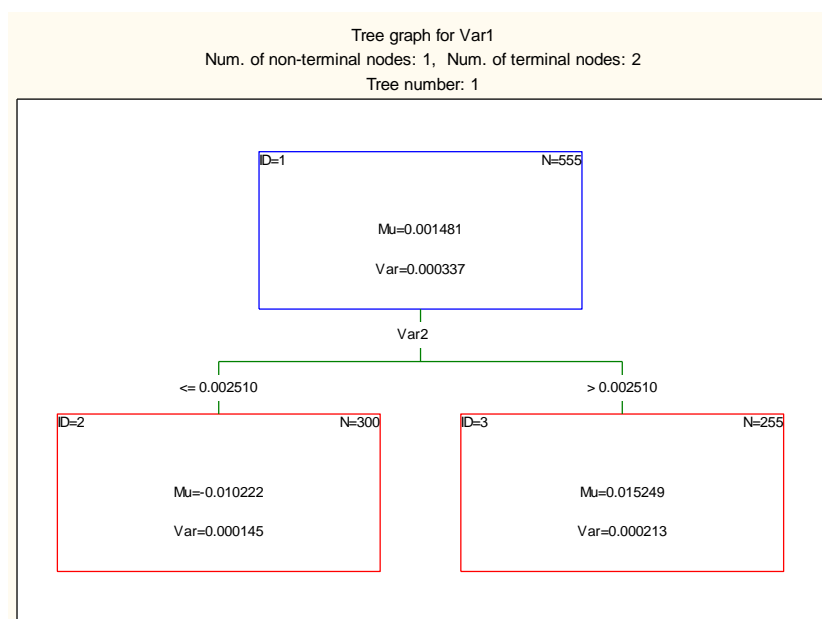 Tree graph for Var1
Num. of non-terminal nodes: 1,  Num. of terminal nodes: 2
Tree number: 1
ID=1 N=555
Mu=0.001481
Var=0.000337
Var2
<= 0.002510 > 0.002510
ID=2 N=300 ID=3 N=255
Mu=-0.010222 Mu=0.015249
Var=0.000145 Var=0.000213